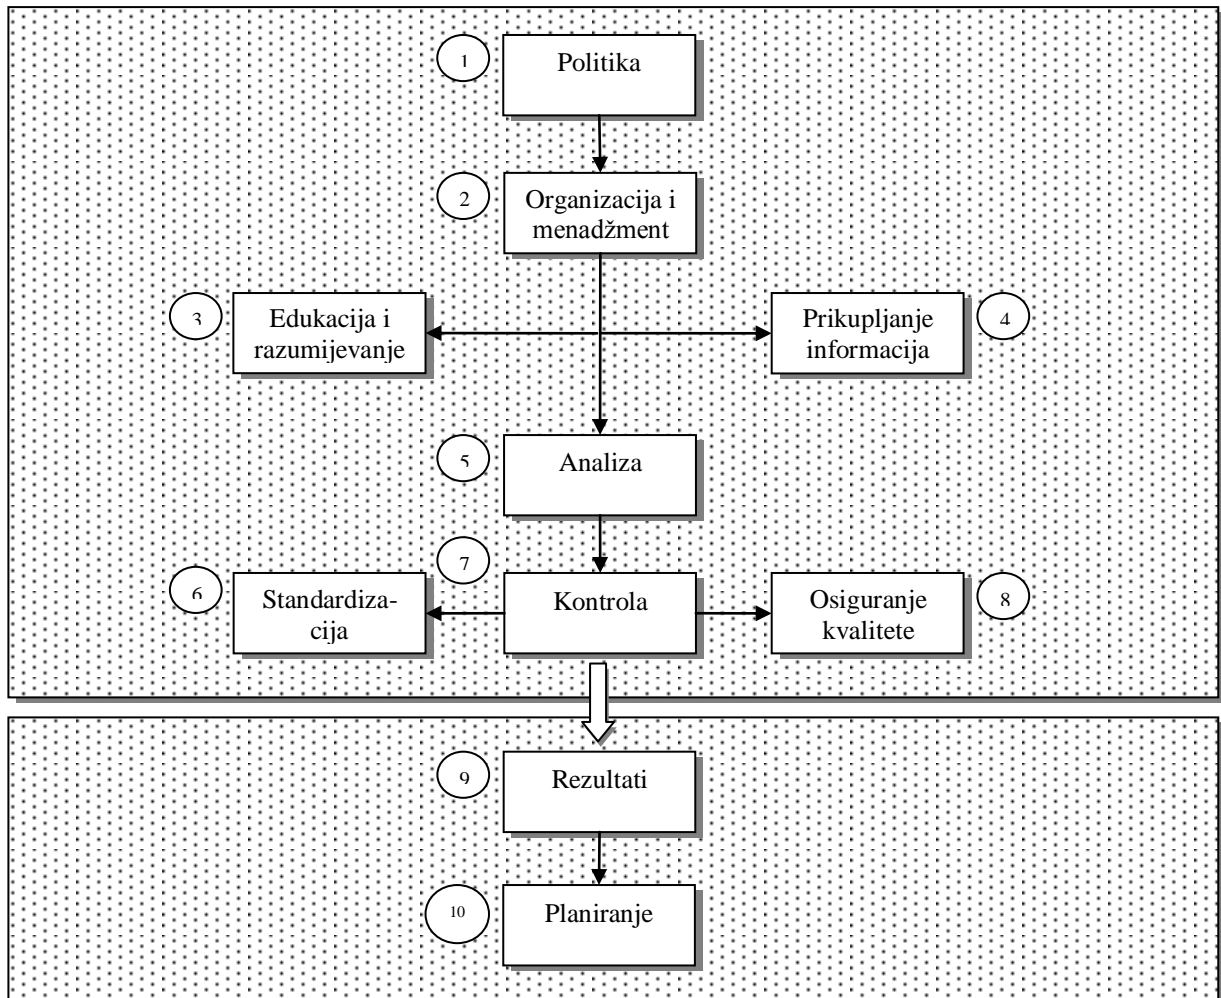 1
Politika
2
Organizacija i
menadžment
3
Edukacija i
razumijevanje
Prikupljanje
informacija
4
5
Analiza
7
6
Standardiza-
cija
Kontrola
Osiguranje
kvalitete
8
9
Rezultati
10
Planiranje